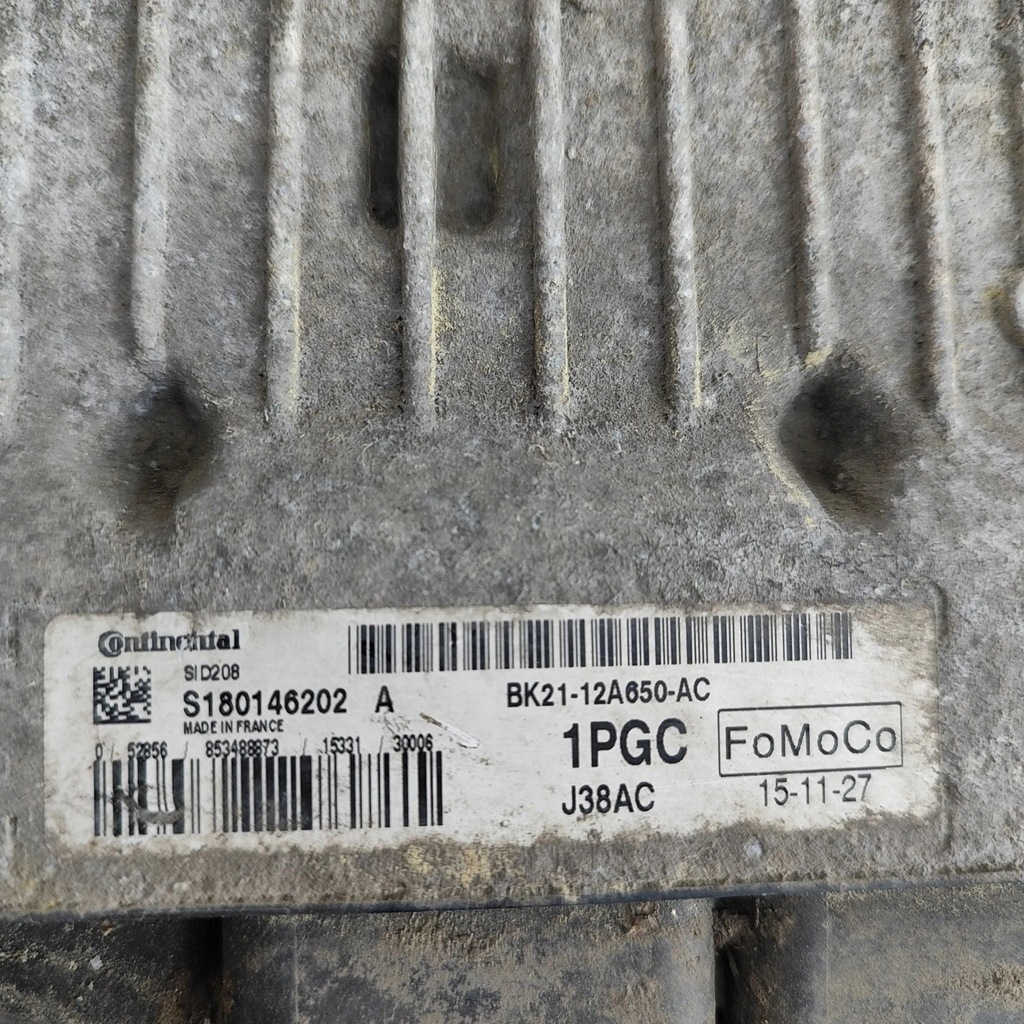 Continental
SID208
S180146202 A
MADE IN FRANCE
0 / 52856 / 853488873 / 15331 / 30006
BK21-12A650-AC
1PGC
FoMoCo
J38AC
15-11-27